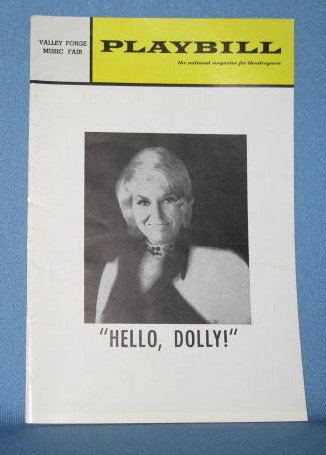 VALLEY FORGE
MUSIC FAIR
PLAYBILL
the national magazine for theatregoers
"HELLO, DOLLY!"